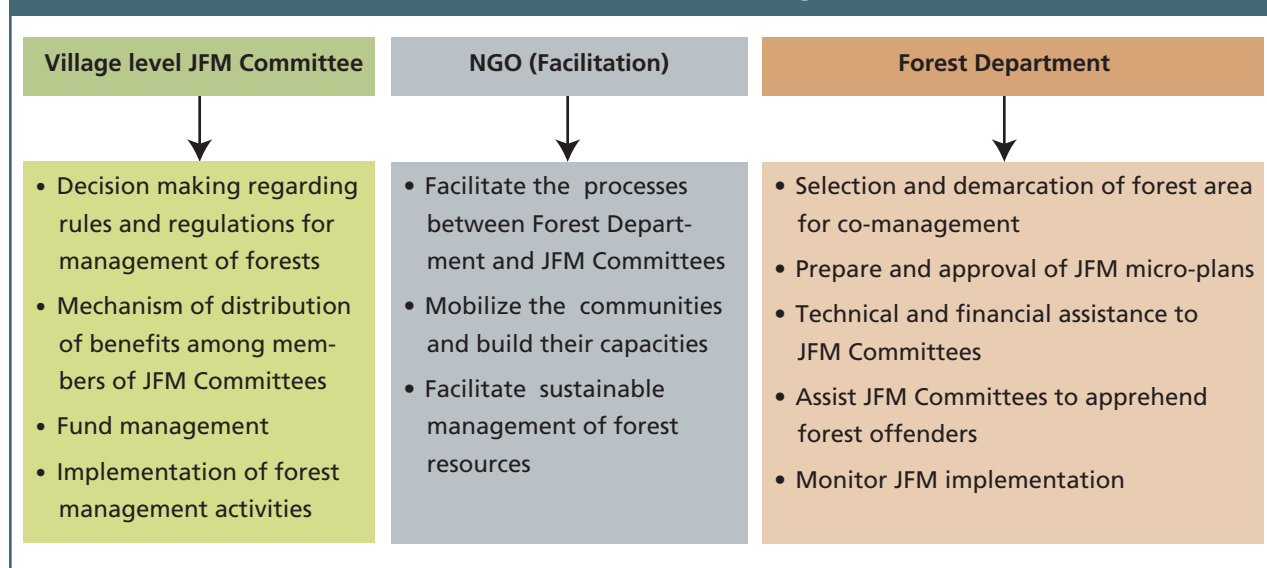 Village level JFM Committee
• Decision making regarding
rules and regulations for
management of forests
• Mechanism of distribution
of benefits among mem-
bers of JFM Committees
• Fund management
• Implementation of forest
management activities
NGO (Facilitation)
• Facilitate the processes
between Forest Depart-
ment and JFM Committees
• Mobilize the communities
and build their capacities
• Facilitate sustainable
management of forest
resources
Forest Department
• Selection and demarcation of forest area
for co-management
• Prepare and approval of JFM micro-plans
• Technical and financial assistance to
JFM Committees
• Assist JFM Committees to apprehend
forest offenders
• Monitor JFM implementation